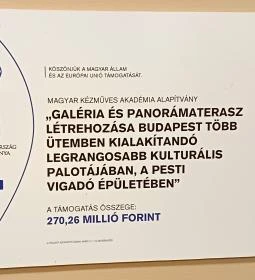 KÖSZÖNJÜK A MAGYAR ÁLLAM
ÉS AZ EURÓPAI UNIÓ TÁMOGATÁSÁT.
MAGYAR KÉZMŰVES AKADÉMIA ALAPÍTVÁNY
„GALÉRIA ÉS PANORÁMATERASZ
LÉTREHOZÁSA BUDAPEST TÖBB
ÜTEMBEN KIALAKÍTANDÓ
LEGRANGOSABB KULTURÁLIS
PALOTÁJÁBAN, A PESTI
VIGADÓ ÉPÜLETÉBEN”
A TÁMOGATÁS ÖSSZEGE:
270,26 MILLIÓ FORINT